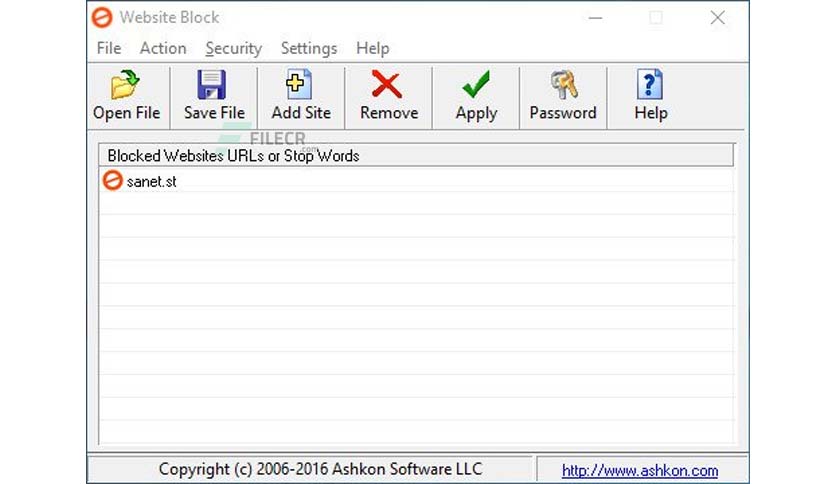 Website Block
File Action Security Settings Help
Open File Save File Add Site Remove Apply Password Help
FILECR
.com
Blocked Websites URLs or Stop Words
sanet.st
Copyright (c) 2006-2016 Ashkon Software LLC http://www.ashkon.com